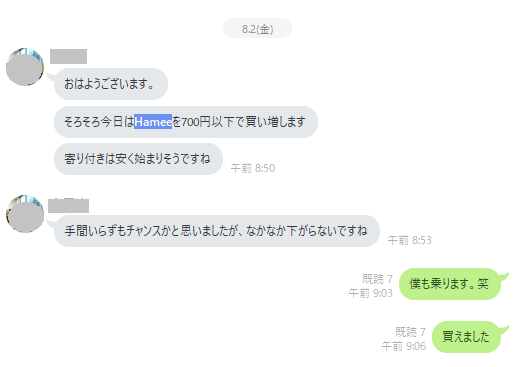 8.2(金)
おはようございます。
そろそろ今日はHameeを700円以下で買い増します
寄り付きは安く始まりそうですね
午前 8:50
手間いらずもチャンスかと思いましたが、なかなか下がらないですね
午前 8:53
既読 7
午前 9:03
僕も乗ります。笑
既読 7
午前 9:06
買えました